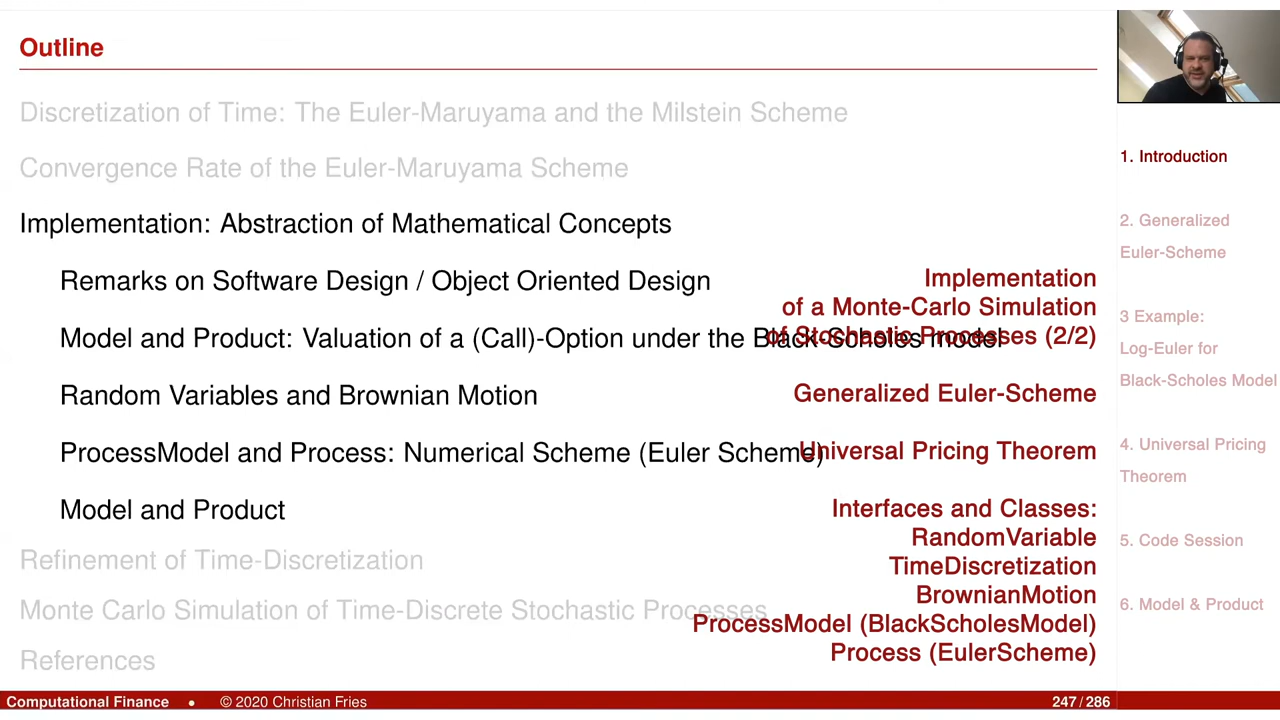 Outline
Discretization of Time: The Euler-Maruyama and the Milstein Scheme
Convergence Rate of the Euler-Maruyama Scheme
Implementation: Abstraction of Mathematical Concepts
Remarks on Software Design / Object Oriented Design
Model and Product: Valuation of a (Call)-Option under the Black-Scholes model
Random Variables and Brownian Motion
ProcessModel and Process: Numerical Scheme (Euler Scheme)
Model and Product
Refinement of Time-Discretization
Monte Carlo Simulation of Time-Discrete Stochastic Processes
References
Implementation
of a Monte-Carlo Simulation
of Stochastic Processes (2/2)
Generalized Euler-Scheme
Universal Pricing Theorem
Interfaces and Classes:
RandomVariable
TimeDiscretization
BrownianMotion
ProcessModel (BlackScholesModel)
Process (EulerScheme)
1. Introduction
2. Generalized
Euler-Scheme
3 Example:
Log-Euler for
Black-Scholes Model
4. Universal Pricing
Theorem
5. Code Session
6. Model & Product
Computational Finance • © 2020 Christian Fries 247 / 286